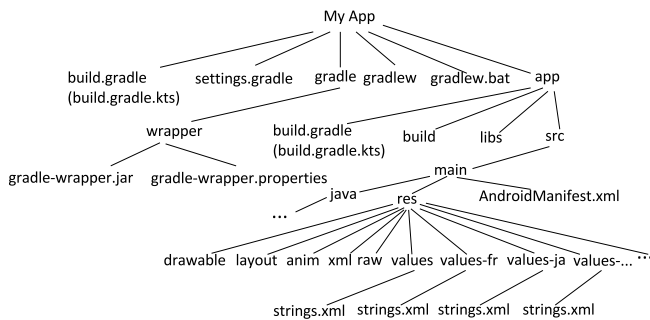 My App
build.gradle
(build.gradle.kts)
settings.gradle
gradle
gradlew
gradlew.bat
app
wrapper
build.gradle
(build.gradle.kts)
build
libs
src
gradle-wrapper.jar
gradle-wrapper.properties
main
java
res
AndroidManifest.xml
...
drawable
layout
anim
xml
raw
values
values-fr
values-ja
values-...
...
strings.xml
strings.xml
strings.xml
strings.xml